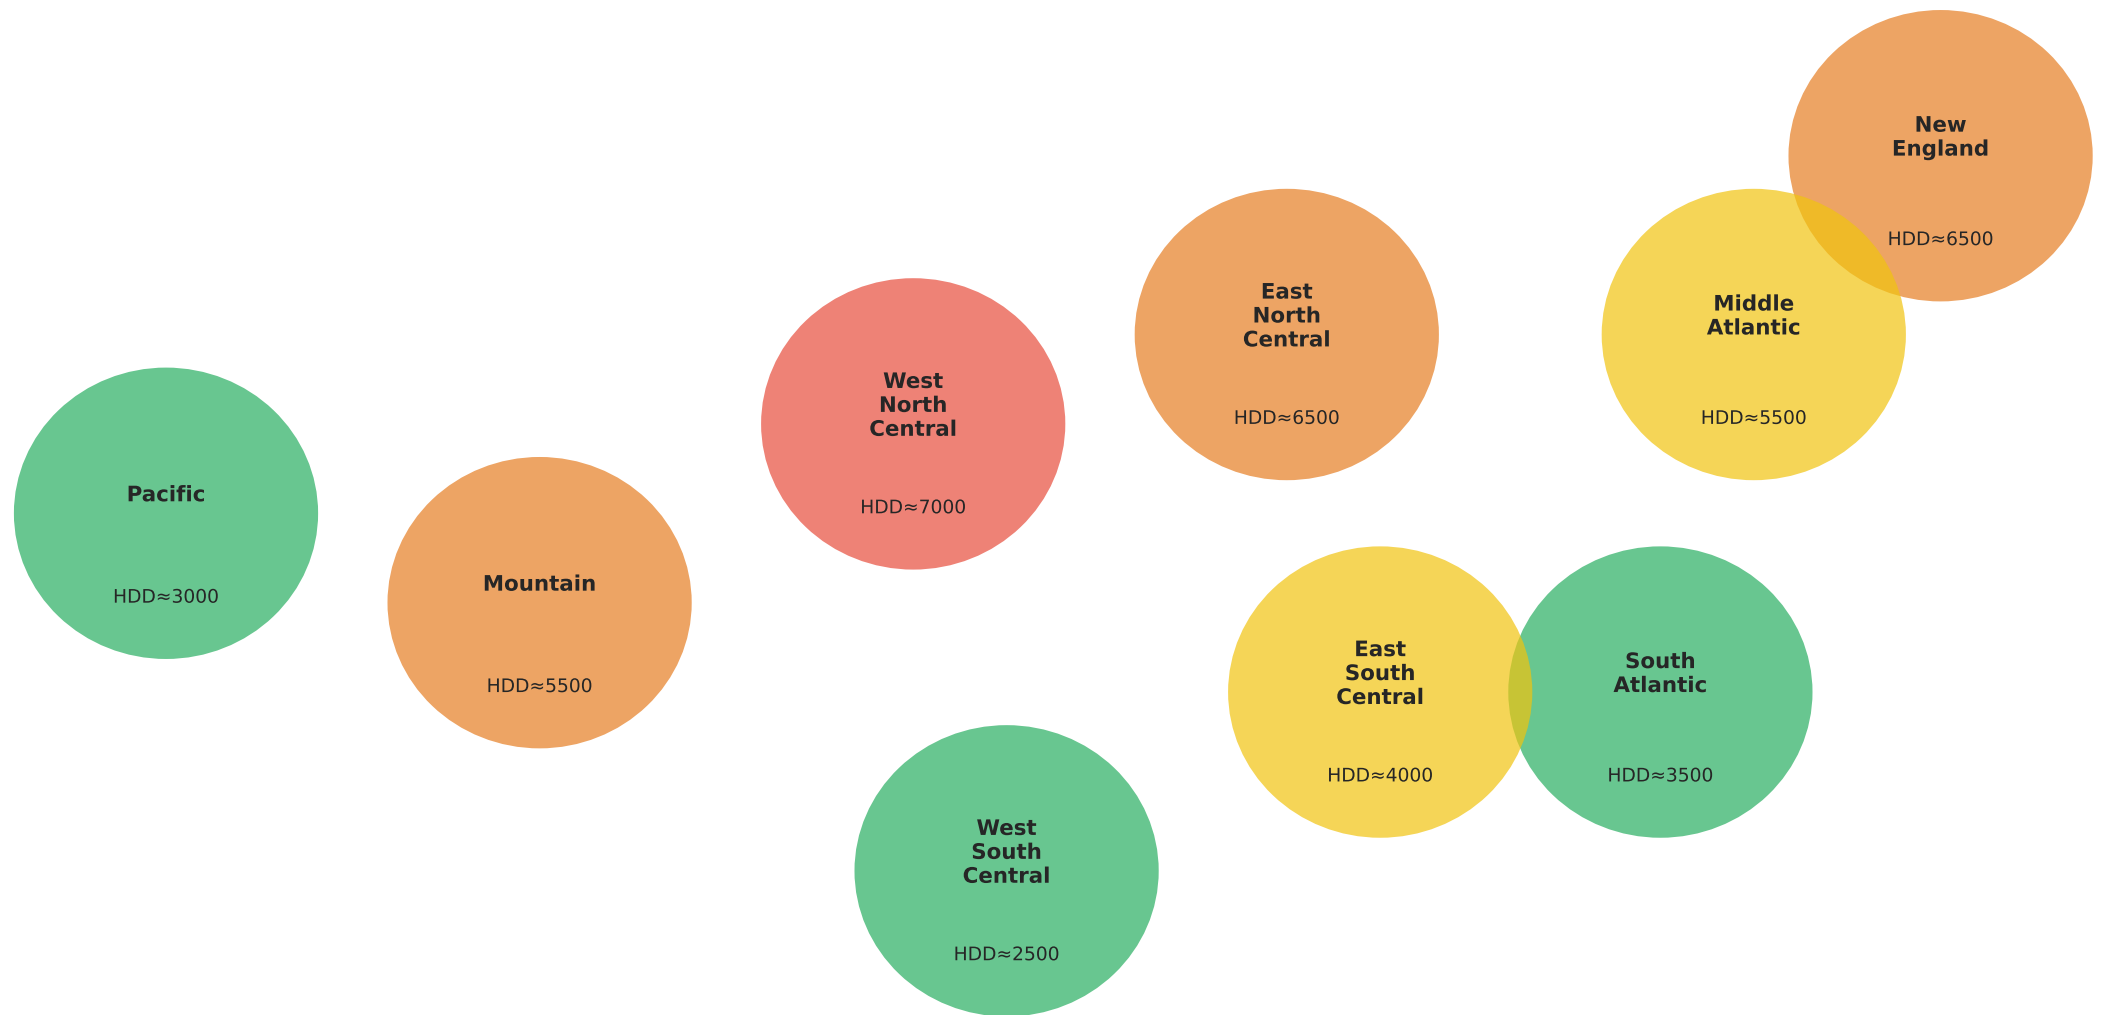 New
England
HDD≈6500
East
North
Central
HDD≈6500
Middle
Atlantic
HDD≈5500
West
North
Central
HDD≈7000
Pacific
HDD≈3000
Mountain
HDD≈5500
East
South
Central
HDD≈4000
South
Atlantic
HDD≈3500
West
South
Central
HDD≈2500